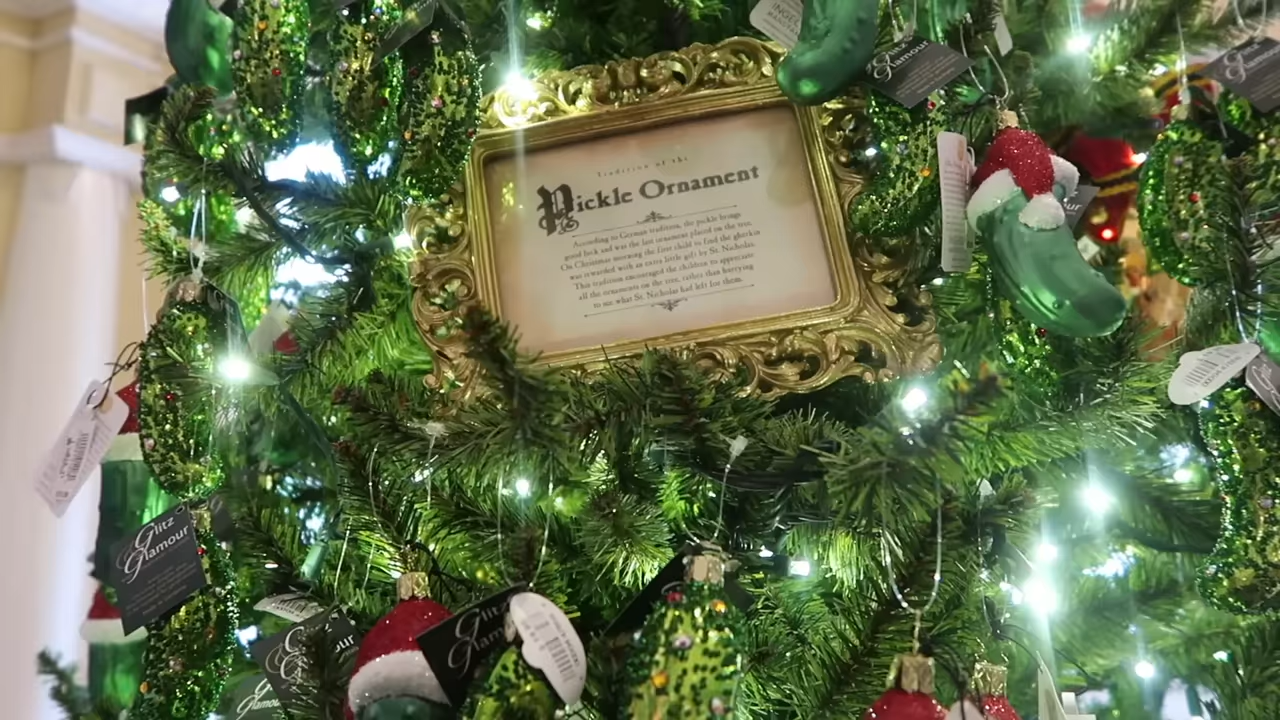 INGE'S
Glitz
Glamour
Glitz
Glamour
Tradition of the
Pickle Ornament
According to German tradition, the pickle brings
good luck and was the last ornament placed on the tree.
On Christmas morning the first child to find the gherkin
was rewarded with an extra little gift by St. Nicholas.
This tradition encouraged the children to appreciate
all the ornaments on the tree, rather than hurrying
to see what St. Nicholas had left for them.
Glitz
Glamour
Glitz